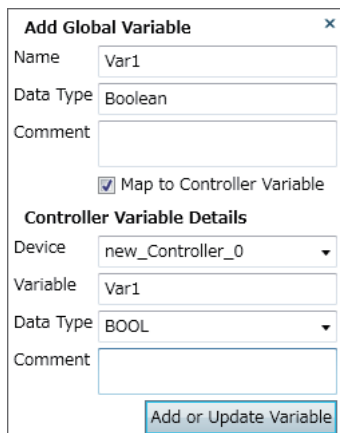 Add Global Variable ×
Name Var1
Data Type Boolean
Comment
Map to Controller Variable
Controller Variable Details
Device new_Controller_0
Variable Var1
Data Type BOOL
Comment
Add or Update Variable